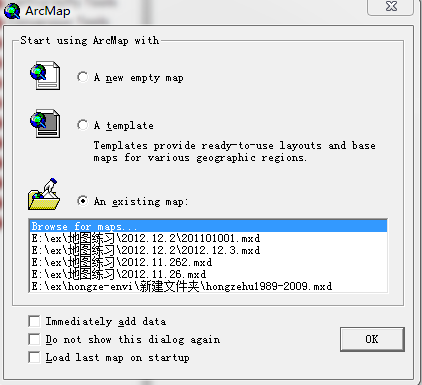 ArcMap
Start using ArcMap with
A new empty map
A template
Templates provide ready-to-use layouts and base
maps for various geographic regions.
An existing map:
Browse for maps...
E:\ex\地图练习\2012.12.2\201101001.mxd
E:\ex\地图练习\2012.12.2\2012.12.3.mxd
E:\ex\地图练习\2012.11.262.mxd
E:\ex\地图练习\2012.11.26.mxd
E:\ex\hongze-envi\新建文件夹\hongzehu1989-2009.mxd
Immediately add data
Do not show this dialog again
Load last map on startup
OK